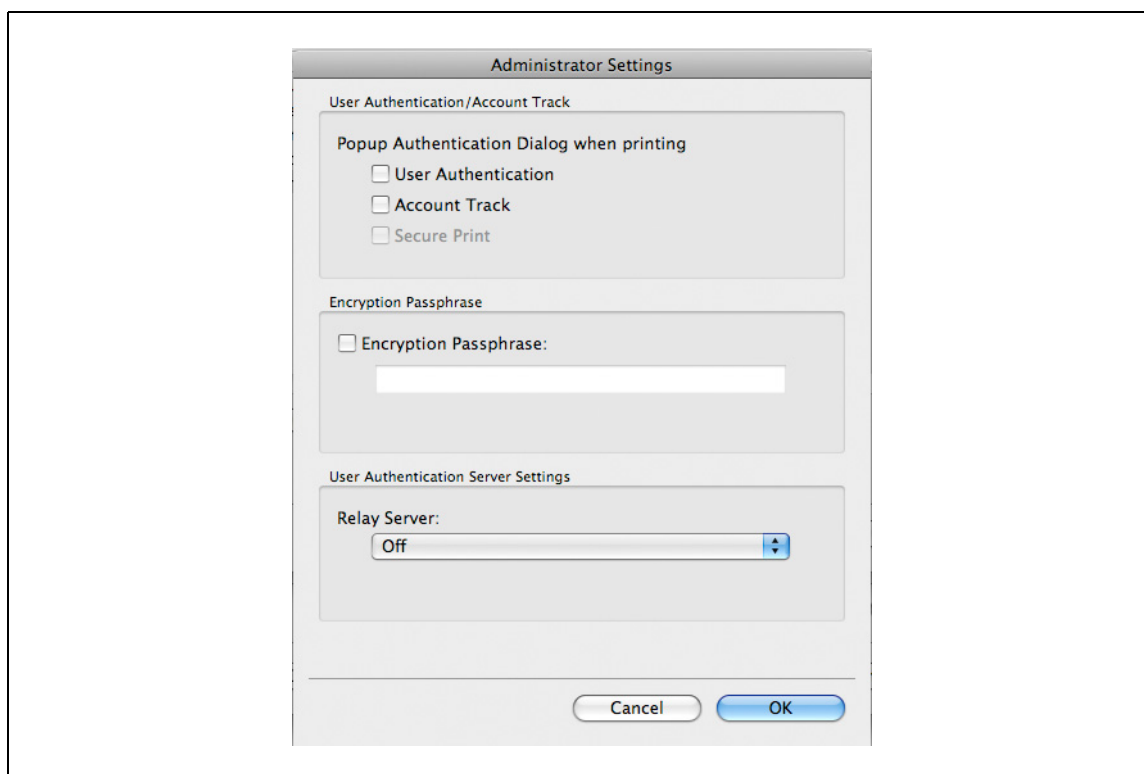 Administrator Settings
User Authentication/Account Track
Popup Authentication Dialog when printing
User Authentication
Account Track
Secure Print
Encryption Passphrase
Encryption Passphrase:
User Authentication Server Settings
Relay Server:
Off
Cancel
OK